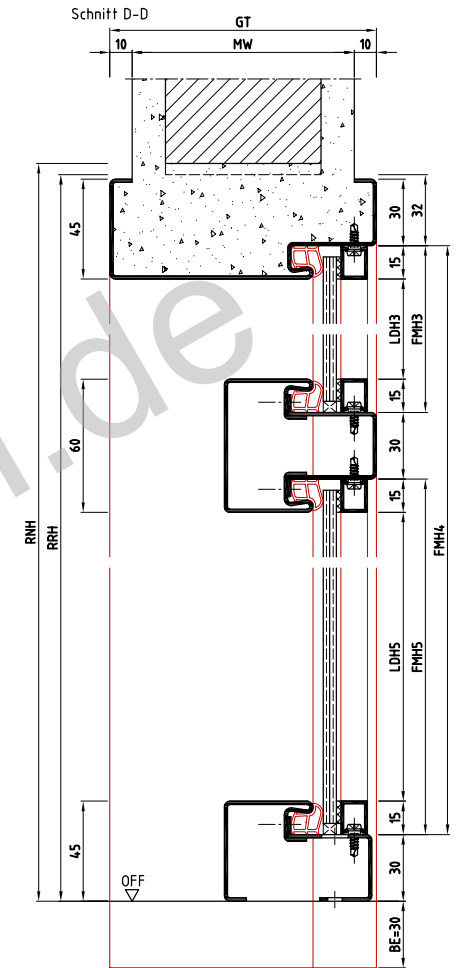 Schnitt D-D
GT
10 MW 10
45
30
32
15
LDH3
FMH3
15
60
30
15
RNH
RRH
FMH4
LDH5
FMH5
15
45
30
OFF
BE=30
.de